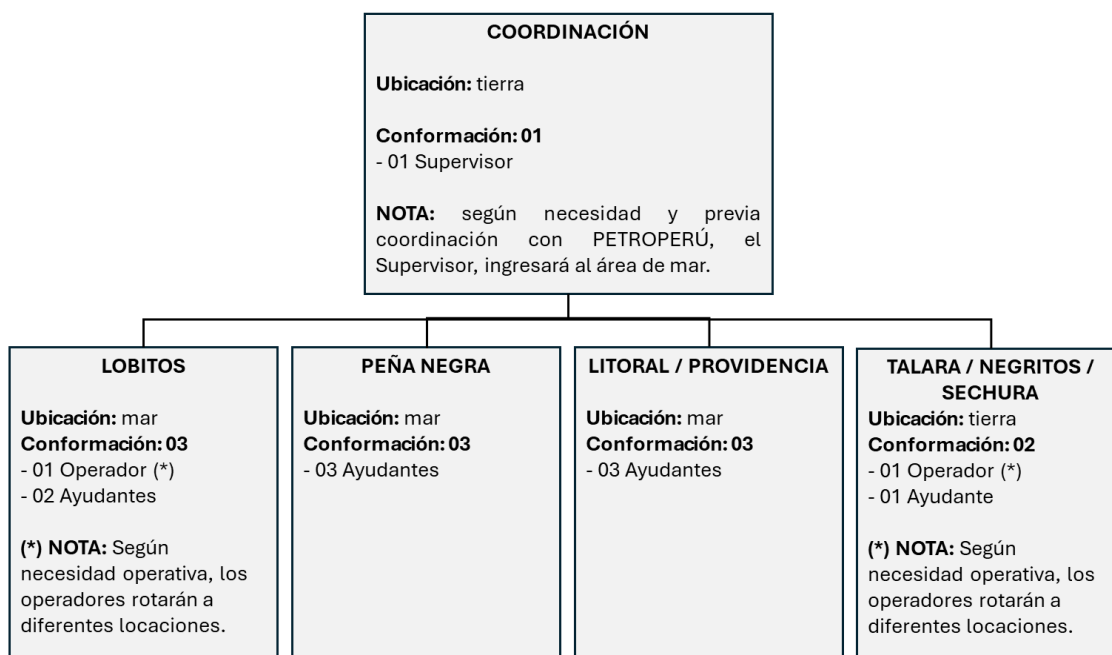 COORDINACIÓN
Ubicación: tierra
Conformación: 01
- 01 Supervisor
NOTA: según necesidad y previa
coordinación con PETROPERÚ, el
Supervisor, ingresará al área de mar.
LOBITOS
Ubicación: mar
Conformación: 03
- 01 Operador (*)
- 02 Ayudantes
(*) NOTA: Según
necesidad operativa, los
operadores rotarán a
diferentes locaciones.
PEÑA NEGRA
Ubicación: mar
Conformación: 03
- 03 Ayudantes
LITORAL / PROVIDENCIA
Ubicación: mar
Conformación: 03
- 03 Ayudantes
TALARA / NEGRITOS /
SECHURA
Ubicación: tierra
Conformación: 02
- 01 Operador (*)
- 01 Ayudante
(*) NOTA: Según
necesidad operativa, los
operadores rotarán a
diferentes locaciones.